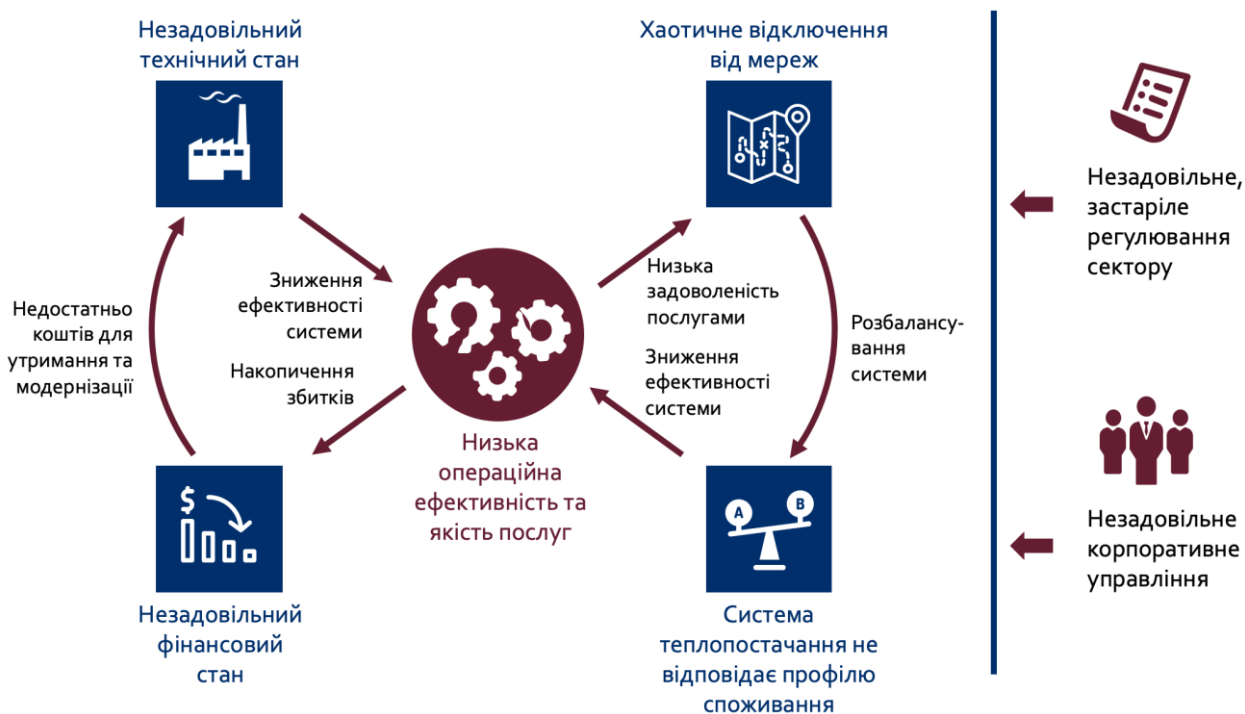 Незадовільний
технічний стан
Хаотичне відключення
від мереж
Незадовільне,
застаріле
регулювання
сектору
Недостатньо
коштів для
утримання та
модернізації
Зниження
ефективності
системи
Накопичення
збитків
Низька
задоволеність
послугами
Зниження
ефективності
системи
Розбалансу-
вання
системи
Низька
операційна
ефективність та
якість послуг
$
A
B
Незадовільне
корпоративне
управління
Незадовільний
фінансовий
стан
Система
теплопостачання не
відповідає профілю
споживання